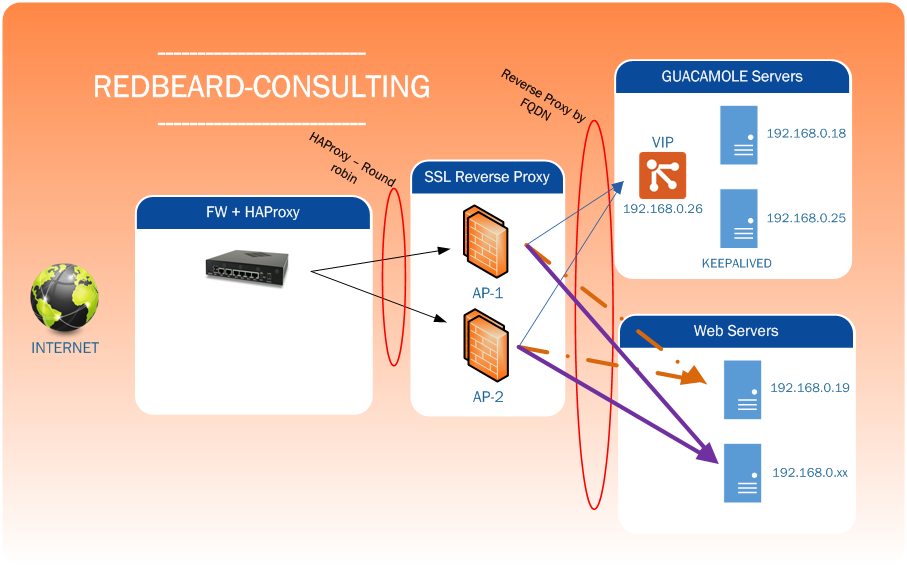 REDBEARD-CONSULTING
Reverse Proxy by
FQDN
GUACAMOLE Servers
192.168.0.18
VIP
192.168.0.26
192.168.0.25
KEEPALIVED
HAProxy – Round
robin
SSL Reverse Proxy
FW + HAProxy
AP-1
AP-2
INTERNET
Web Servers
192.168.0.19
192.168.0.xx